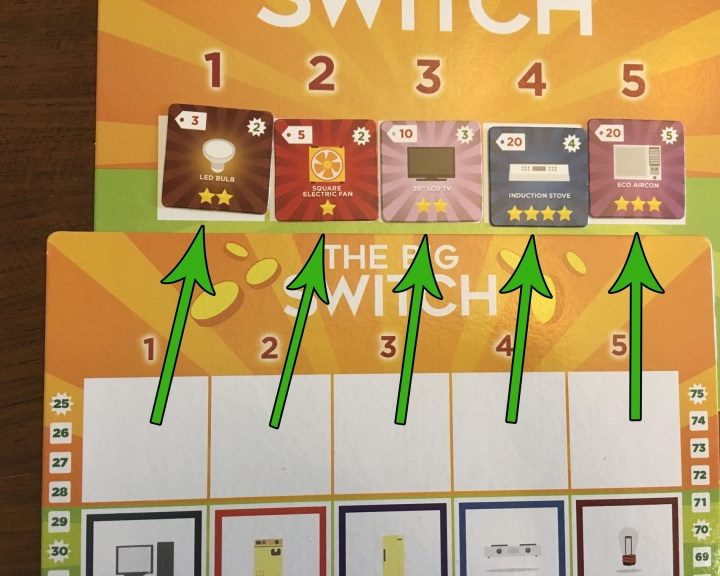 SWITCH
1 2 3 4 5
3 2 5 2 10 3 20 4 20 5
LED BULB
SQUARE
ELECTRIC FAN
20" LCD TV
INDUCTION STOVE
ECO AIRCON
THE BIG
SWITCH
1 2 3 4 5
25 75
26 74
27 73
28 72
29 71
30 70
69